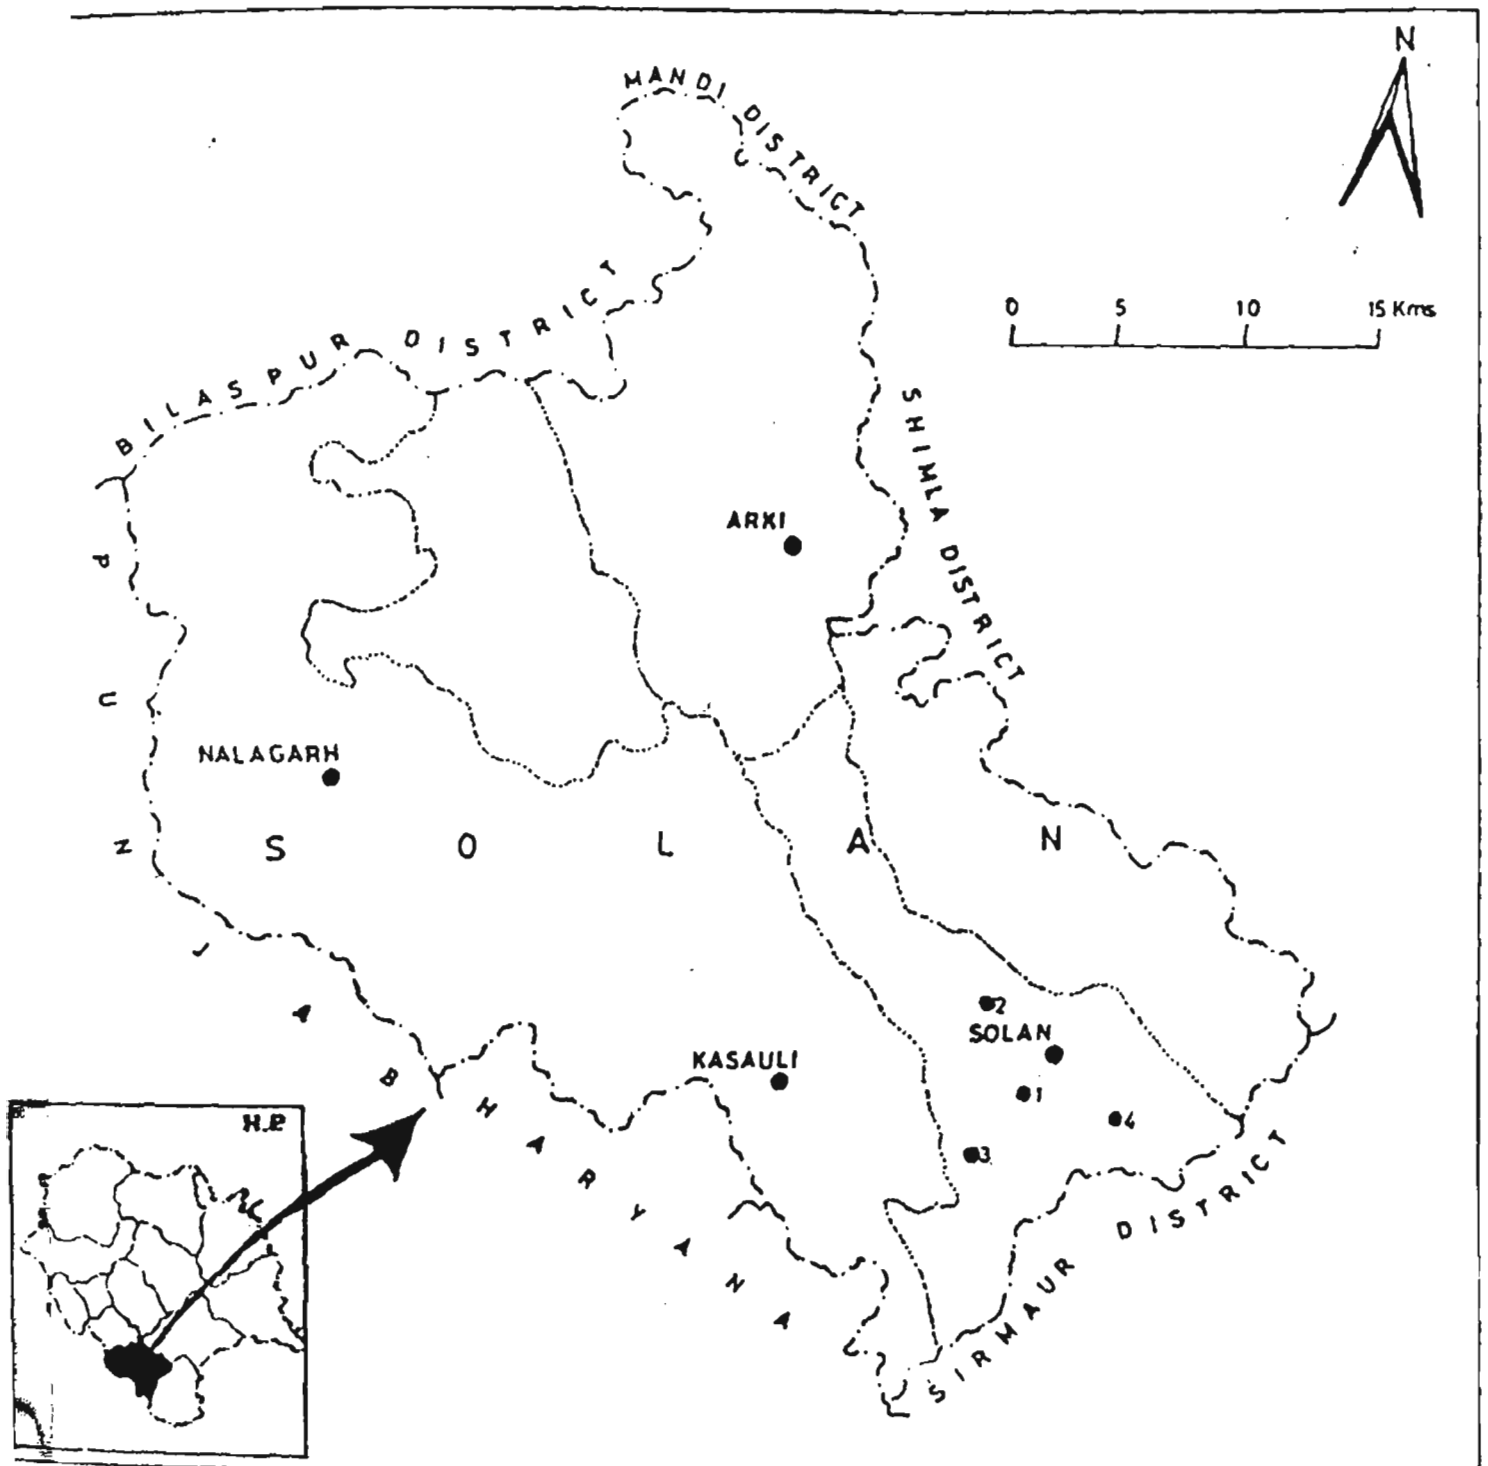 N
MANDI DISTRICT
0 5 10 15 Kms
BILASPUR DISTRICT
SHIMLA DISTRICT
ARKI
PUNJAB
NALAGARH
SOLAN
2
SOLAN
KASAULI
1
4
3
HARYANA
SIRMAUR DISTRICT
H.P